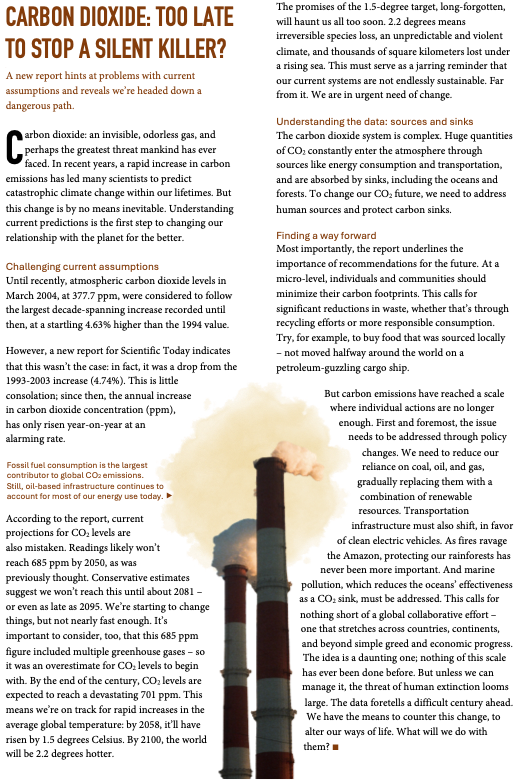 CARBON DIOXIDE: TOO LATE
TO STOP A SILENT KILLER?
A new report hints at problems with current
assumptions and reveals we're headed down a
dangerous path.
Carbon dioxide: an invisible, odorless gas, and
perhaps the greatest threat mankind has ever
faced. In recent years, a rapid increase in carbon
emissions has led many scientists to predict
catastrophic climate change within our lifetimes. But
this change is by no means inevitable. Understanding
current predictions is the first step to changing our
relationship with the planet for the better.
Challenging current assumptions
Until recently, atmospheric carbon dioxide levels in
March 2004, at 377.7 ppm, were considered to follow
the largest decade-spanning increase recorded until
then, at a startling 4.63% higher than the 1994 value.
However, a new report for Scientific Today indicates
that this wasn't the case: in fact, it was a drop from the
1993-2003 increase (4.74%). This is little
consolation; since then, the annual increase
in carbon dioxide concentration (ppm),
has only risen year-on-year at an
alarming rate.
Fossil fuel consumption is the largest
contributor to global CO₂ emissions.
Still, oil-based infrastructure continues to
account for most of our energy use today. ▶
According to the report, current
projections for CO₂ levels are
also mistaken. Readings likely won't
reach 685 ppm by 2050, as was
previously thought. Conservative estimates
suggest we won't reach this until about 2081 –
or even as late as 2095. We're starting to change
things, but not nearly fast enough. It's
important to consider, too, that this 685 ppm
figure included multiple greenhouse gases – so
it was an overestimate for CO₂ levels to begin
with. By the end of the century, CO₂ levels are
expected to reach a devastating 701 ppm. This
means we're on track for rapid increases in the
average global temperature: by 2058, it'll have
risen by 1.5 degrees Celsius. By 2100, the world
will be 2.2 degrees hotter.
The promises of the 1.5-degree target, long-forgotten,
will haunt us all too soon. 2.2 degrees means
irreversible species loss, an unpredictable and violent
climate, and thousands of square kilometers lost under
a rising sea. This must serve as a jarring reminder that
our current systems are not endlessly sustainable. Far
from it. We are in urgent need of change.
Understanding the data: sources and sinks
The carbon dioxide system is complex. Huge quantities
of CO₂ constantly enter the atmosphere through
sources like energy consumption and transportation,
and are absorbed by sinks, including the oceans and
forests. To change our CO₂ future, we need to address
human sources and protect carbon sinks.
Finding a way forward
Most importantly, the report underlines the
importance of recommendations for the future. At a
micro-level, individuals and communities should
minimize their carbon footprints. This calls for
significant reductions in waste, whether that's through
recycling efforts or more responsible consumption.
Try, for example, to buy food that was sourced locally
– not moved halfway around the world on a
petroleum-guzzling cargo ship.
But carbon emissions have reached a scale
where individual actions are no longer
enough. First and foremost, the issue
needs to be addressed through policy
changes. We need to reduce our
reliance on coal, oil, and gas,
gradually replacing them with a
combination of renewable
resources. Transportation
infrastructure must also shift, in favor
of clean electric vehicles. As fires ravage
the Amazon, protecting our rainforests has
never been more important. And marine
pollution, which reduces the oceans' effectiveness
as a CO₂ sink, must be addressed. This calls for
nothing short of a global collaborative effort –
one that stretches across countries, continents,
and beyond simple greed and economic progress.
The idea is a daunting one; nothing of this scale
has ever been done before. But unless we can
manage it, the threat of human extinction looms
large. The data foretells a difficult century ahead.
We have the means to counter this change, to
alter our ways of life. What will we do with
them? ■